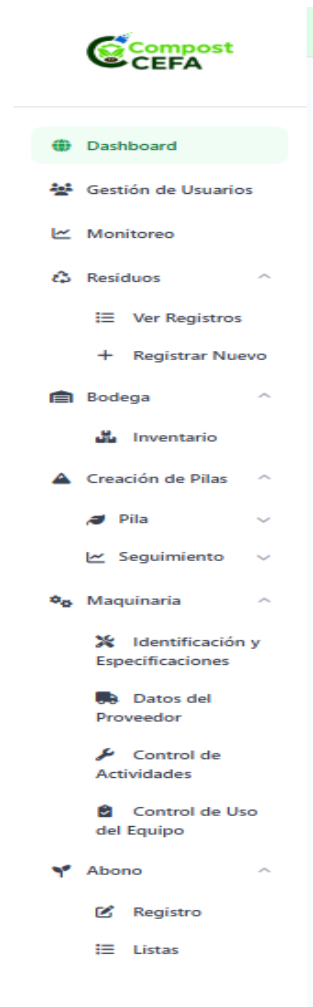 Compost
CEFA
Dashboard
Gestión de Usuarios
Monitoreo
Residuos
Ver Registros
Registrar Nuevo
Bodega
Inventario
Creación de Pilas
Pila
Seguimiento
Maquinaria
Identificación y
Especificaciones
Datos del
Proveedor
Control de
Actividades
Control de Uso
del Equipo
Abono
Registro
Listas